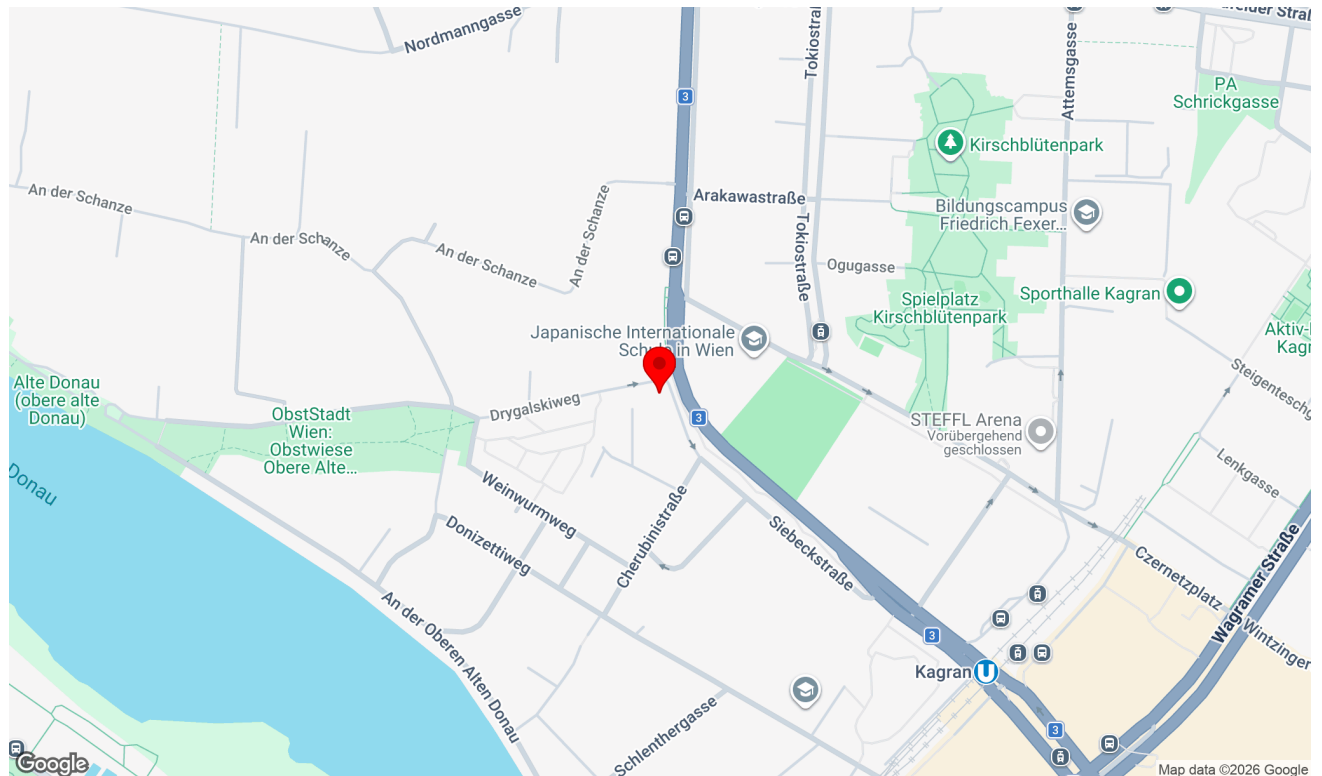 Nordmanngasse
3
Tokiostraß
Attemsgasse
PA
Schrickgasse
Kirschblütenpark
An der Schanze
Arakawastraße
Bildungscampus
Friedrich Fexer...
An der Schanze
An der Schanze
An der Schanze
Tokiostraße
Ogugasse
Sporthalle Kagran
Spielplatz
Kirschblütenpark
Japanische Internationale
Schule in Wien
Kagr
Steigenteschg
Alte Donau
(obere alte
Donau)
ObstStadt
Wien:
Obstwiese
Obere Alte...
Drygalskiweg
3
STEFFL Arena
Vorübergehend
geschlossen
Donau
Lenkgasse
Weinwurmweg
Donizettiweg
Cherubinistraße
Siebeckstraße
Czernetzplatz
Wagramer Straße
Wintzinger
An der Oberen Alten Donau
3
Kagran
U
Schlenthergasse
3
Google
Map data ©2026 Google